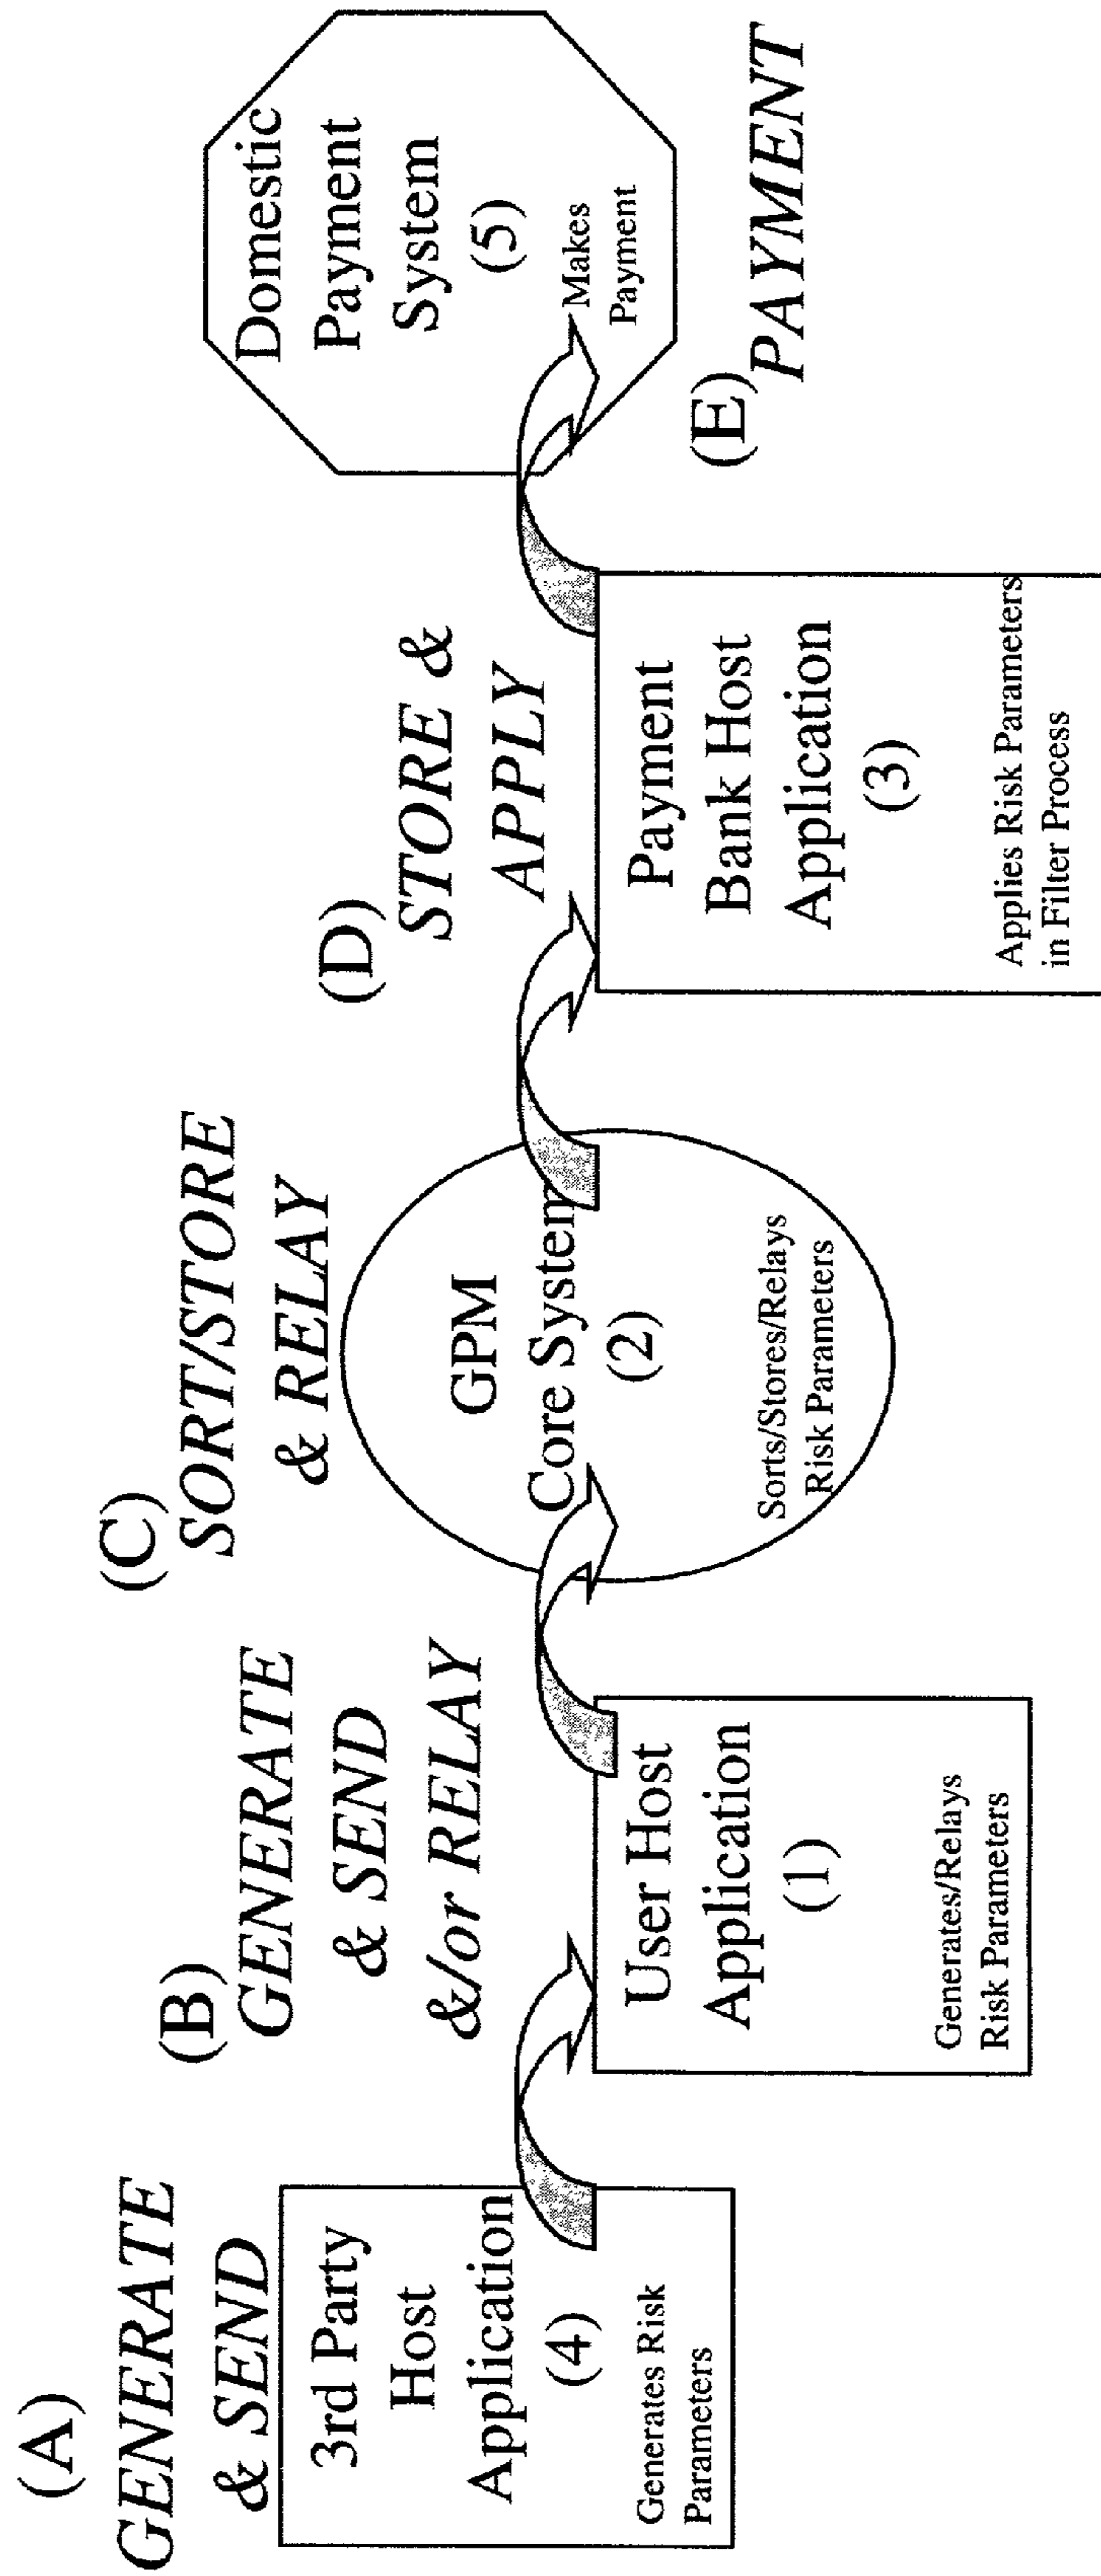 (A)
GENERATE
& SEND
3rd Party
Host
Application
(4)
Generates Risk
Parameters
(B)
GENERATE
& SEND
&/or RELAY
User Host
Application
(1)
Generates/Relays
Risk Parameters
(C)
SORT/STORE
& RELAY
GPM
Core System
(2)
Sorts/Stores/Relays
Risk Parameters
(D)
STORE &
APPLY
Payment
Bank Host
Application
(3)
Applies Risk Parameters
in Filter Process
Domestic
Payment
System
(5)
Makes
Payment
(E)
PAYMENT